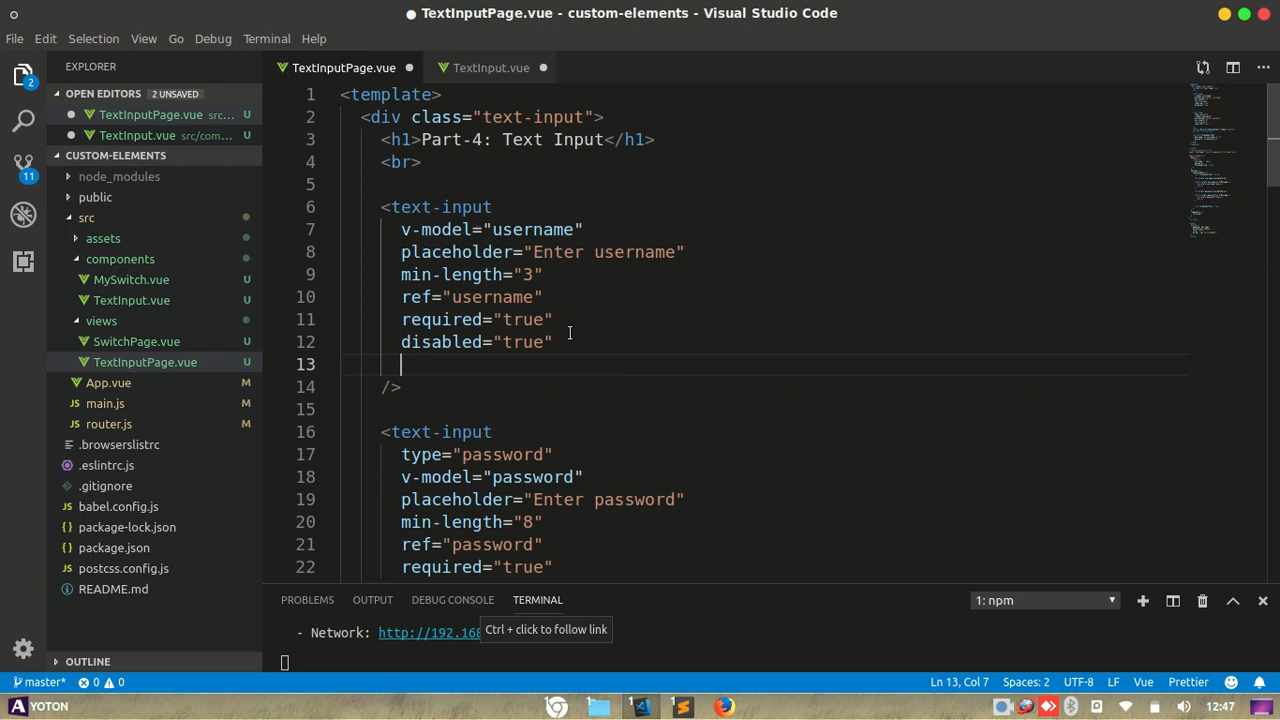 ● TextInputPage.vue - custom-elements - Visual Studio Code
File Edit Selection View Go Debug Terminal Help
EXPLORER
TextInputPage.vue
TextInput.vue
2
OPEN EDITORS 2 UNSAVED
TextInputPage.vue src... U
TextInput.vue src/com... U
CUSTOM-ELEMENTS
11
node_modules
public
src
assets
components
MySwitch.vue U
TextInput.vue U
views
SwitchPage.vue U
TextInputPage.vue U
App.vue M
main.js M
router.js M
.browserslistrc
.eslintrc.js
.gitignore
babel.config.js
package-lock.json
package.json
postcss.config.js
README.md
OUTLINE
1 <template>
2 <div class="text-input">
3 <h1>Part-4: Text Input</h1>
4 <br>
5
6 <text-input
7 v-model="username"
8 placeholder="Enter username"
9 min-length="3"
10 ref="username"
11 required="true"
12 disabled="true"
13
14 />
15
16 <text-input
17 type="password"
18 v-model="password"
19 placeholder="Enter password"
20 min-length="8"
21 ref="password"
22 required="true"
PROBLEMS OUTPUT DEBUG CONSOLE TERMINAL 1: npm
- Network: http://192.168
Ctrl + click to follow link
master* 0 0 Ln 13, Col 7 Spaces: 2 UTF-8 LF Vue Prettier
AYOTON 12:47